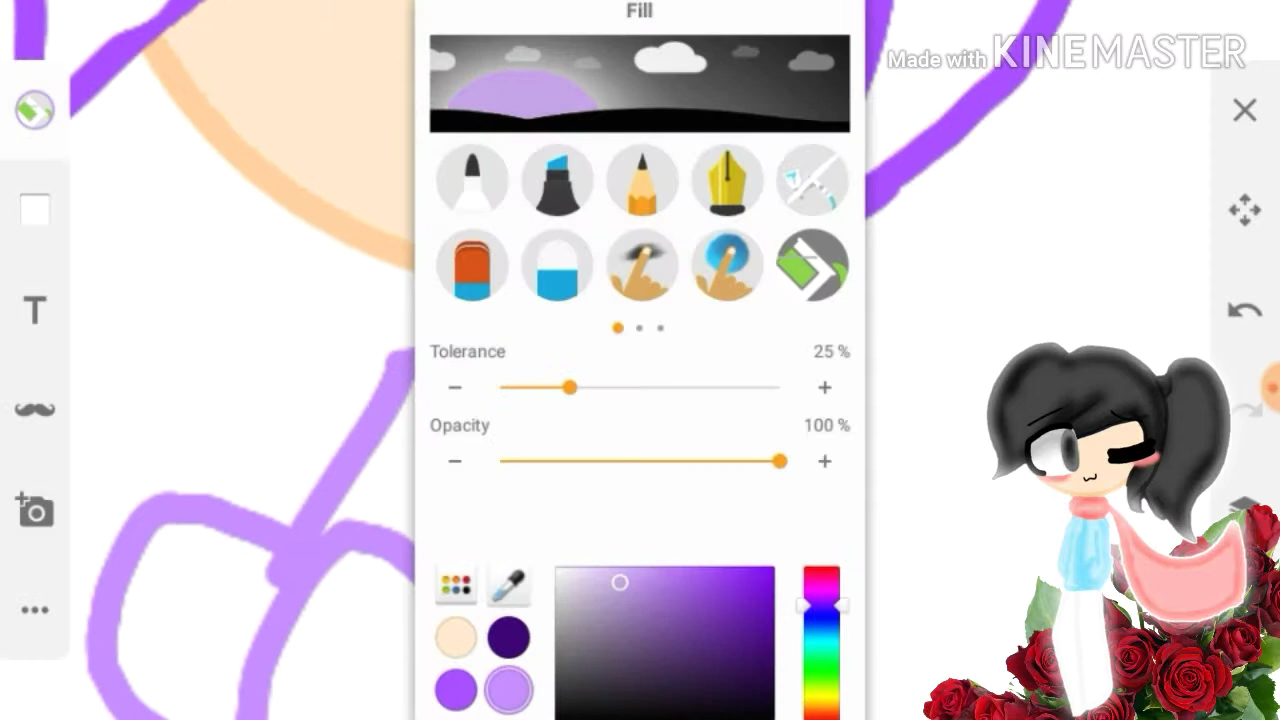 Fill
Made with KINEMASTER
T
Tolerance
25 %
Opacity
100 %